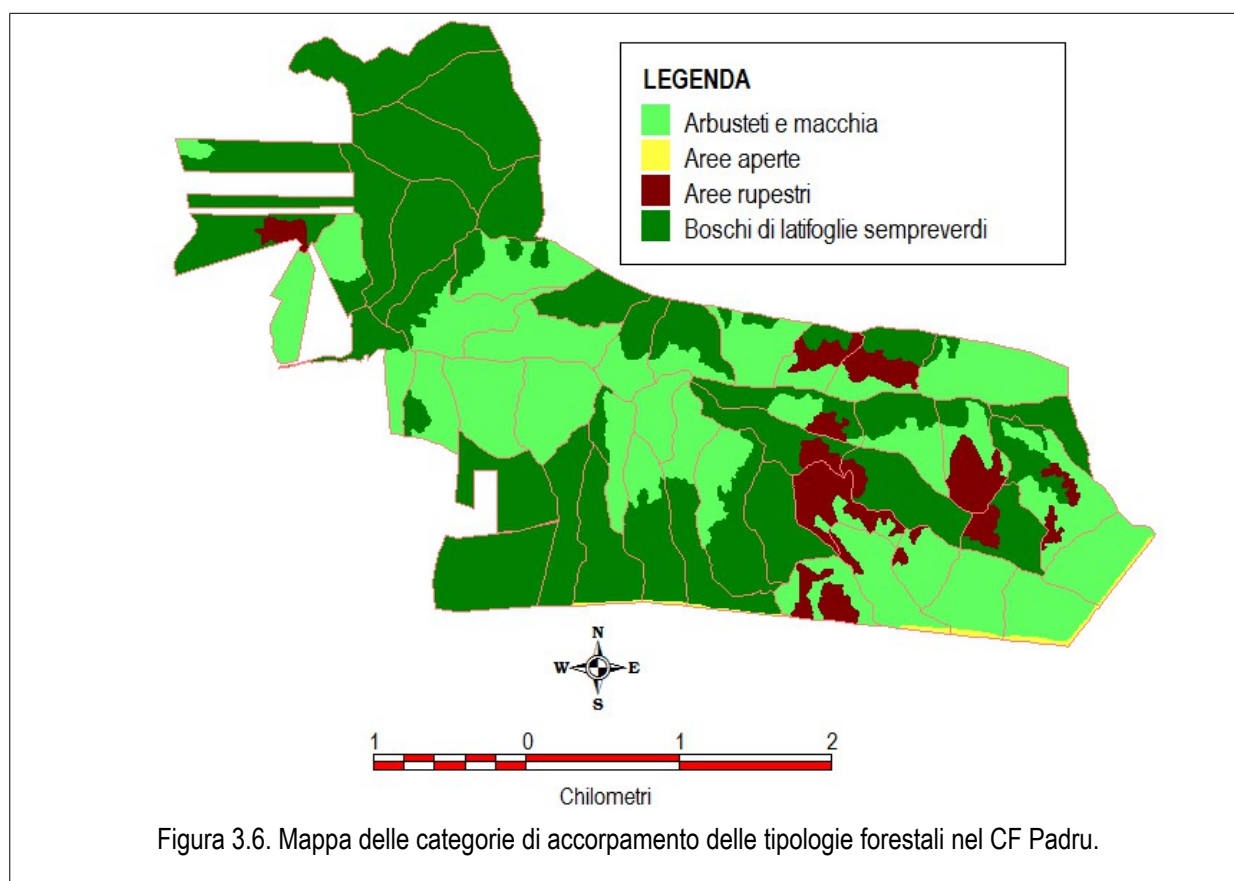 LEGENDA
Arbusteti e macchia
Aree aperte
Aree rupestri
Boschi di latifoglie sempreverdi
N
W E
S
1 0 1 2
Chilometri
Figura 3.6. Mappa delle categorie di accorpamento delle tipologie forestali nel CF Padru.